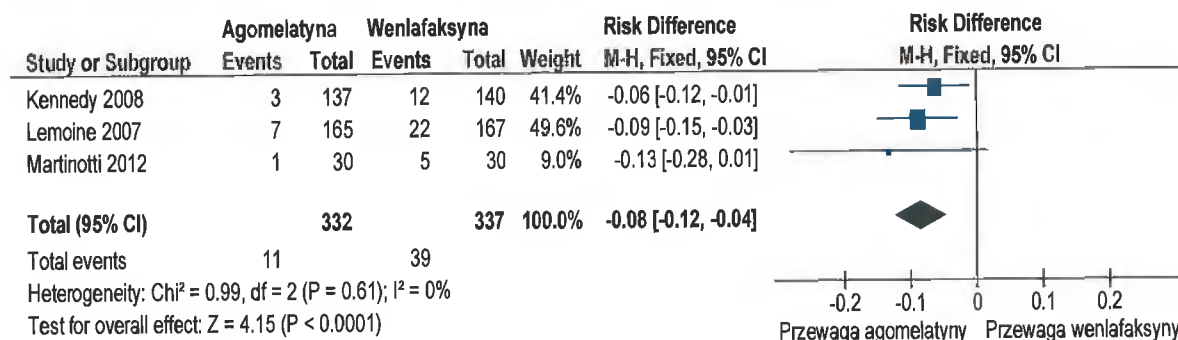 Agomelatyna Wenlafaksyna Risk Difference Risk Difference
Study or Subgroup Events Total Events Total Weight M-H, Fixed, 95% CI M-H, Fixed, 95% CI
Kennedy 2008 3 137 12 140 41.4% -0.06 [-0.12, -0.01]
Lemoine 2007 7 165 22 167 49.6% -0.09 [-0.15, -0.03]
Martinotti 2012 1 30 5 30 9.0% -0.13 [-0.28, 0.01]
Total (95% CI) 332 337 100.0% -0.08 [-0.12, -0.04]
Total events 11 39
Heterogeneity: Chi² = 0.99, df = 2 (P = 0.61); I² = 0%
Test for overall effect: Z = 4.15 (P < 0.0001)
-0.2 -0.1 0 0.1 0.2
Przewaga agomelatyny Przewaga wenlafaksyny